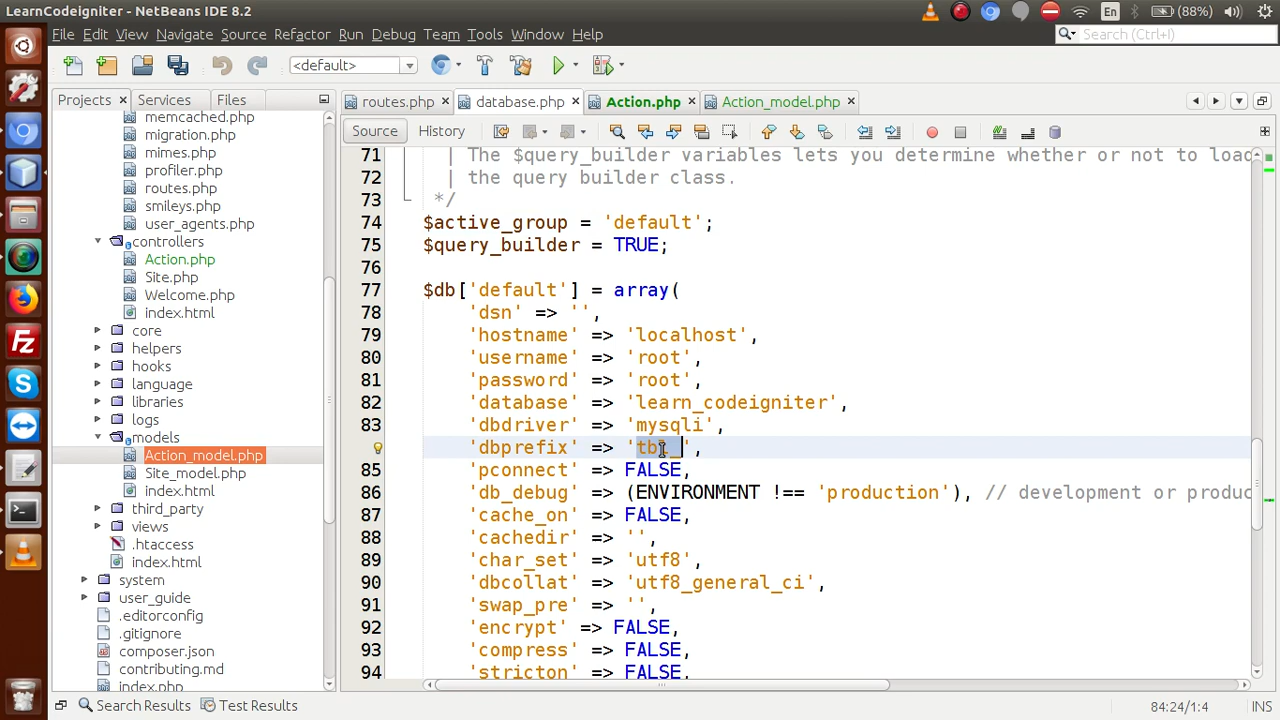 LearnCodeigniter - NetBeans IDE 8.2
En
(88%)
File Edit View Navigate Source Refactor Run Debug Team Tools Window Help
Search (Ctrl+I)
<default>
Projects
Services
Files
routes.php
database.php
Action.php
Action_model.php
Source
History
memcached.php
migration.php
mimes.php
profiler.php
routes.php
smileys.php
user_agents.php
controllers
Action.php
Site.php
Welcome.php
index.html
core
helpers
hooks
language
libraries
logs
models
Action_model.php
Site_model.php
index.html
third_party
views
.htaccess
index.html
system
user_guide
.editorconfig
.gitignore
composer.json
contributing.md
index.php
71 | The $query_builder variables lets you determine whether or not to load
72 | the query builder class.
73 */
74 $active_group = 'default';
75 $query_builder = TRUE;
76
77 $db['default'] = array(
78 'dsn' => '',
79 'hostname' => 'localhost',
80 'username' => 'root',
81 'password' => 'root',
82 'database' => 'learn_codeigniter',
83 'dbdriver' => 'mysqli',
'dbprefix' => 'tbl_',
85 'pconnect' => FALSE,
86 'db_debug' => (ENVIRONMENT !== 'production'), // development or produc
87 'cache_on' => FALSE,
88 'cachedir' => '',
89 'char_set' => 'utf8',
90 'dbcollat' => 'utf8_general_ci',
91 'swap_pre' => '',
92 'encrypt' => FALSE,
93 'compress' => FALSE,
94 'stricton' => FALSE,
Search Results
Test Results
84:24/1:4
INS